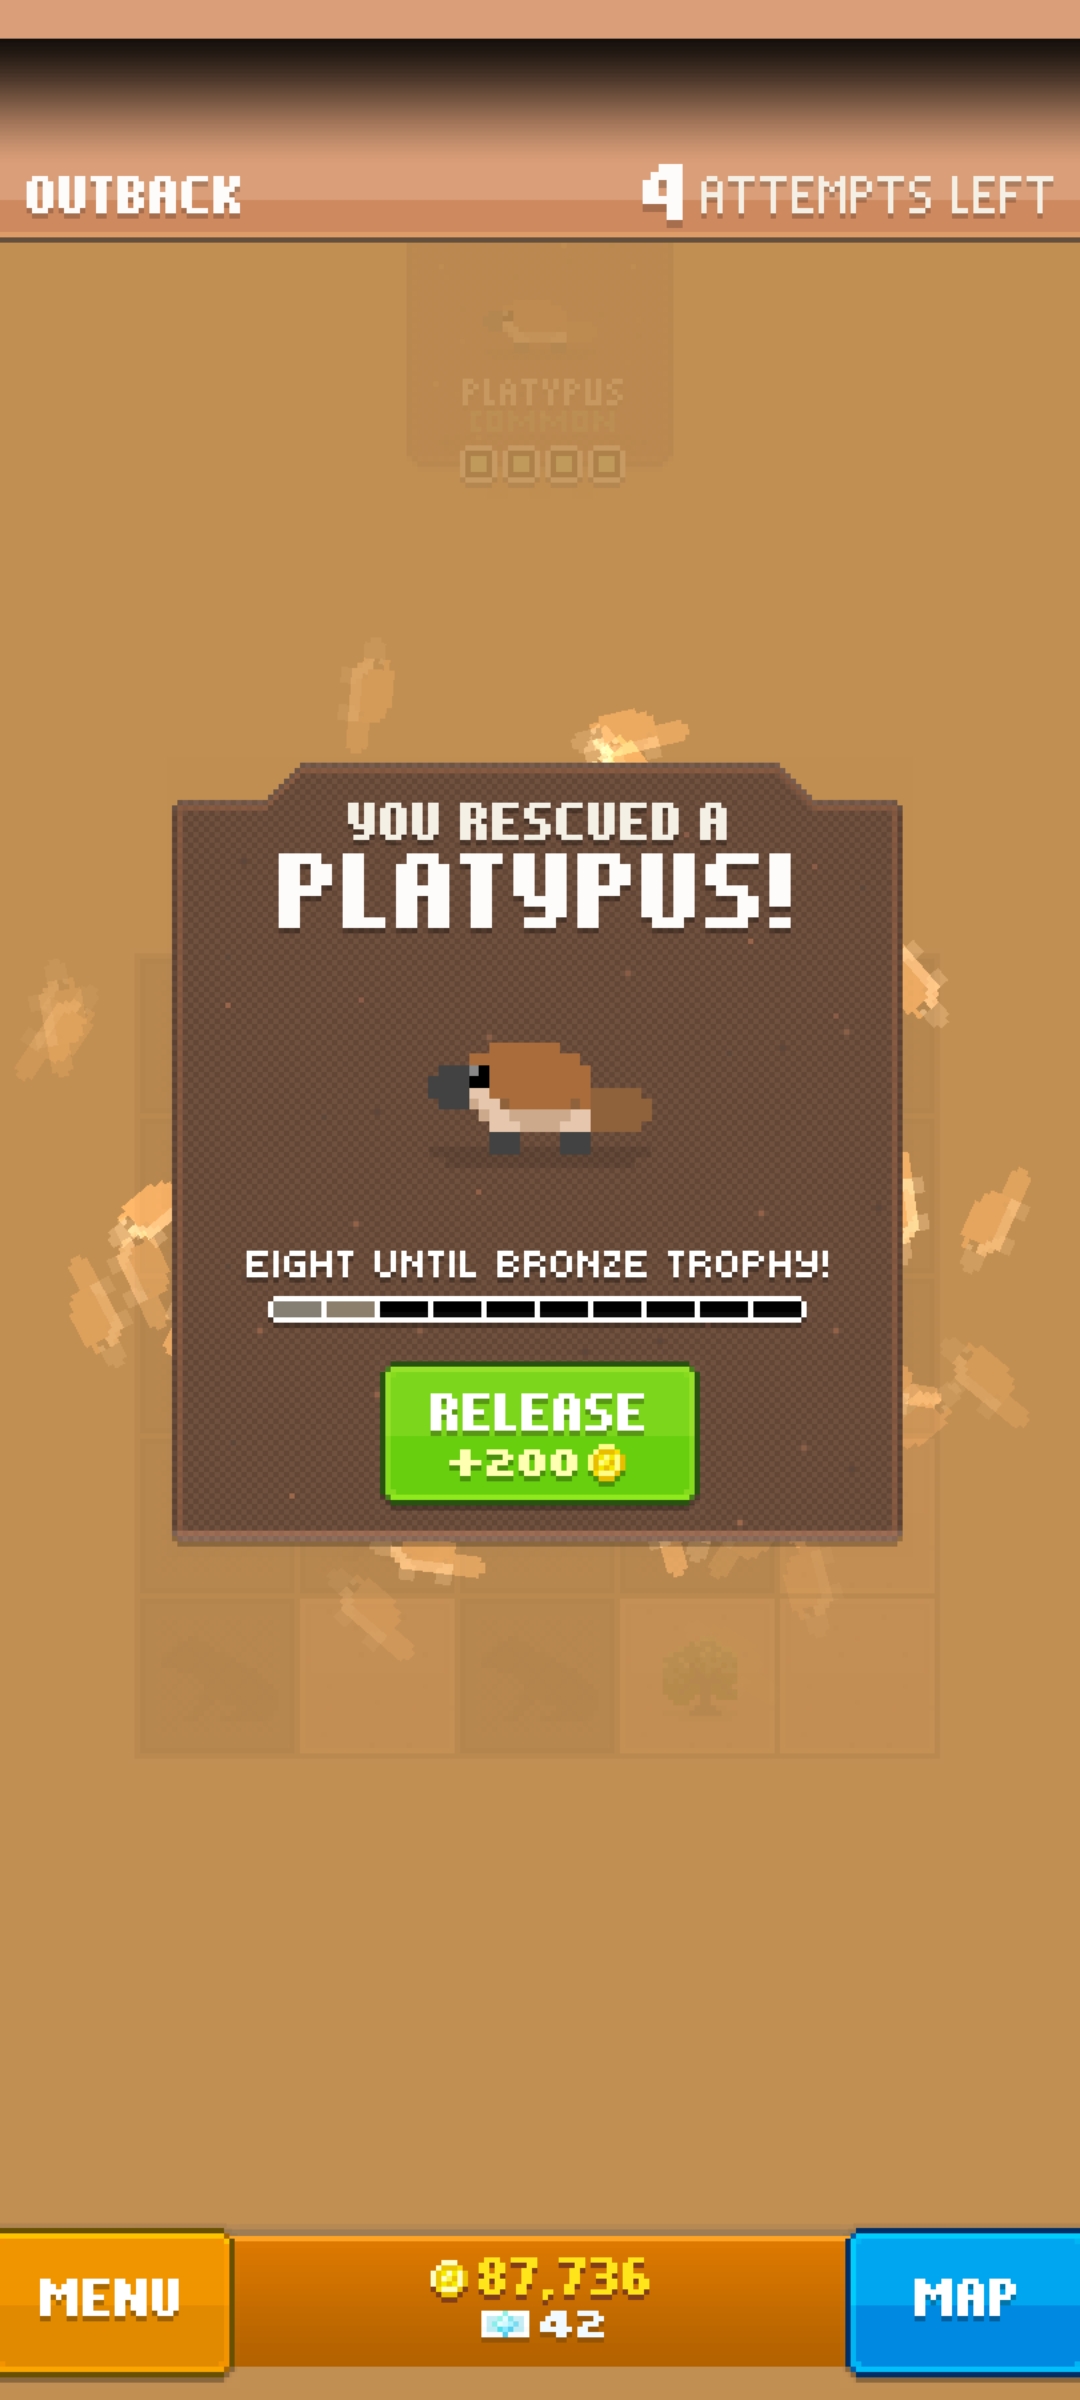 OUTBACK
4 ATTEMPTS LEFT
PLATYPUS
COMMON
YOU RESCUED A
PLATYPUS!
EIGHT UNTIL BRONZE TROPHY!
RELEASE
+200
MENU
87,736
42
MAP